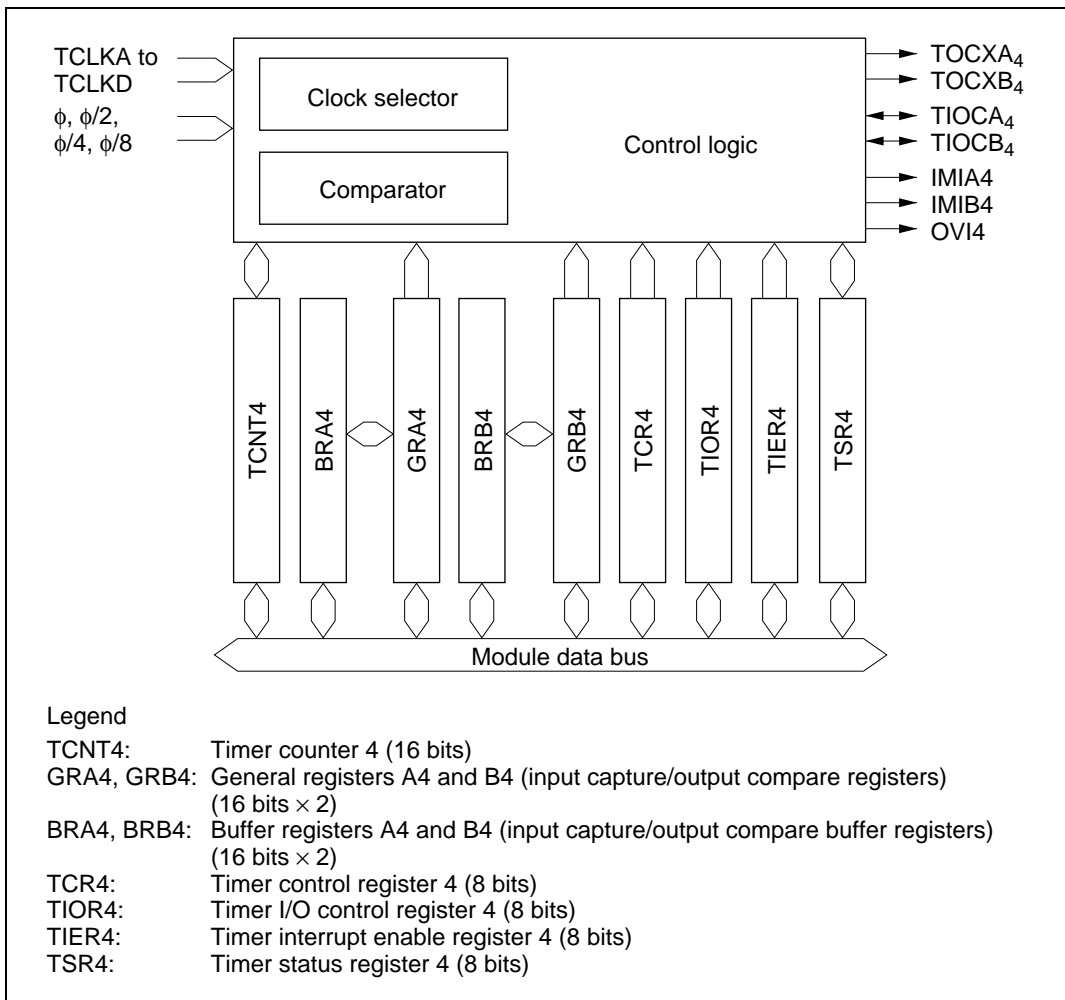 TCLKA to
TCLKD
ϕ, ϕ/2,
ϕ/4, ϕ/8
Clock selector
Comparator
Control logic
TOCXA4
TOCXB4
TIOCA4
TIOCB4
IMIA4
IMIB4
OVI4
TCNT4
BRA4
GRA4
BRB4
GRB4
TCR4
TIOR4
TIER4
TSR4
Module data bus
Legend
TCNT4: Timer counter 4 (16 bits)
GRA4, GRB4: General registers A4 and B4 (input capture/output compare registers)
(16 bits × 2)
BRA4, BRB4: Buffer registers A4 and B4 (input capture/output compare buffer registers)
(16 bits × 2)
TCR4: Timer control register 4 (8 bits)
TIOR4: Timer I/O control register 4 (8 bits)
TIER4: Timer interrupt enable register 4 (8 bits)
TSR4: Timer status register 4 (8 bits)